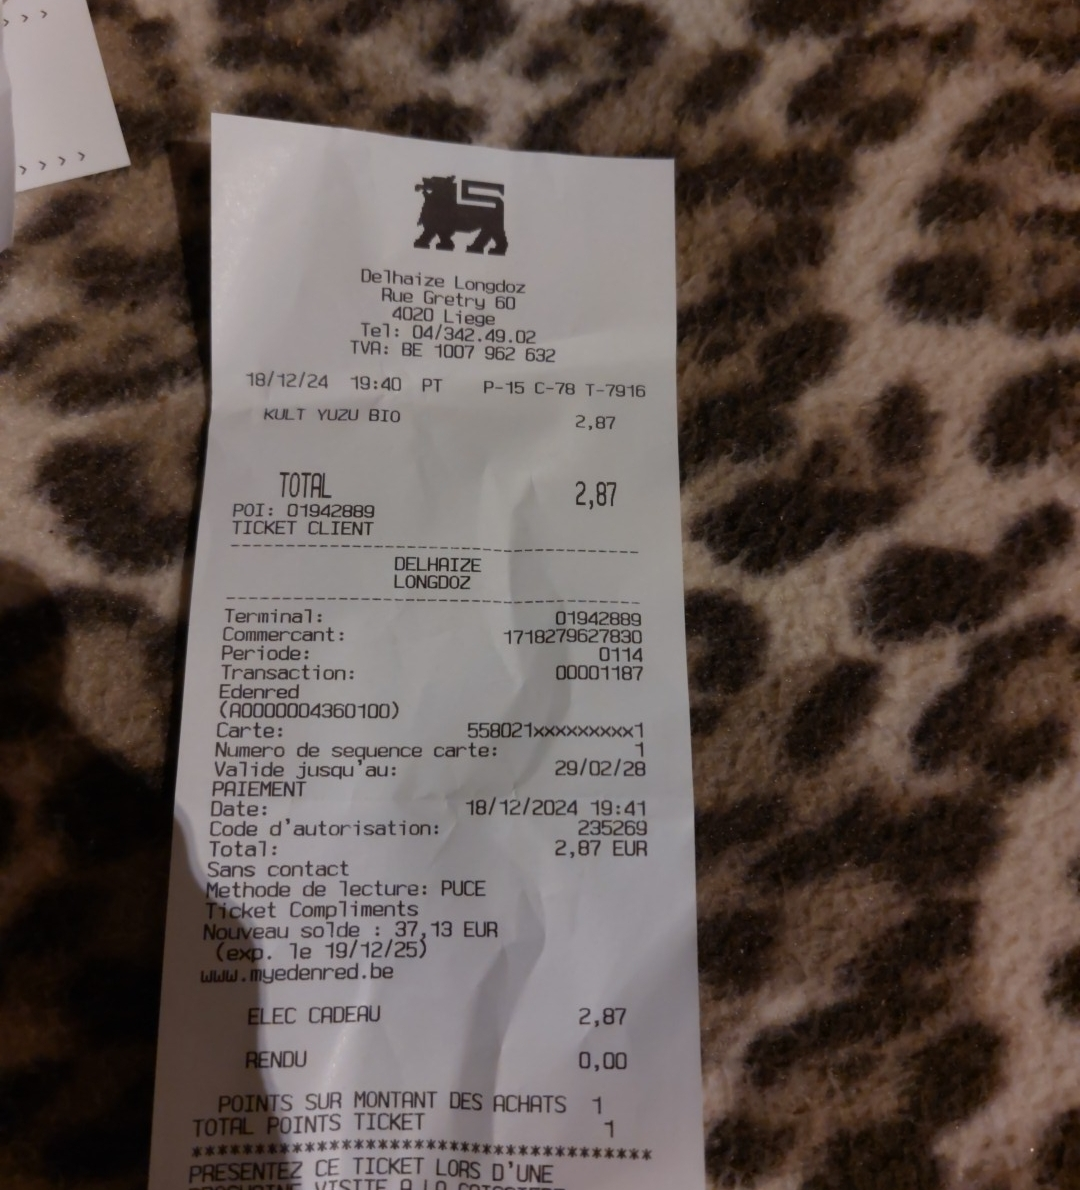 > > >
> > > >
Delhaize Longdoz
Rue Gretry 60
4020 Liege
Tel: 04/342.49.02
TVA: BE 1007 962 632
18/12/24 19:40 PT P-15 C-78 T-7916
KULT YUZU BIO 2,87
TOTAL 2,87
POI: 01942889
TICKET CLIENT
--------------------------------------------
DELHAIZE
LONGDOZ
--------------------------------------------
Terminal: 01942889
Commercant: 1718279627830
Periode: 0114
Transaction: 00001187
Edenred
(A0000004360100)
Carte: 558021xxxxxxxxx1
Numero de sequence carte: 1
Valide jusqu'au: 29/02/28
PAIEMENT
Date: 18/12/2024 19:41
Code d'autorisation: 235269
Total: 2,87 EUR
Sans contact
Methode de lecture: PUCE
Ticket Compliments
Nouveau solde : 37,13 EUR
(exp. le 19/12/25)
www.myedenred.be
ELEC CADEAU 2,87
RENDU 0,00
POINTS SUR MONTANT DES ACHATS 1
TOTAL POINTS TICKET 1
****************************************
PRESENTEZ CE TICKET LORS D'UNE
VISITE A LA